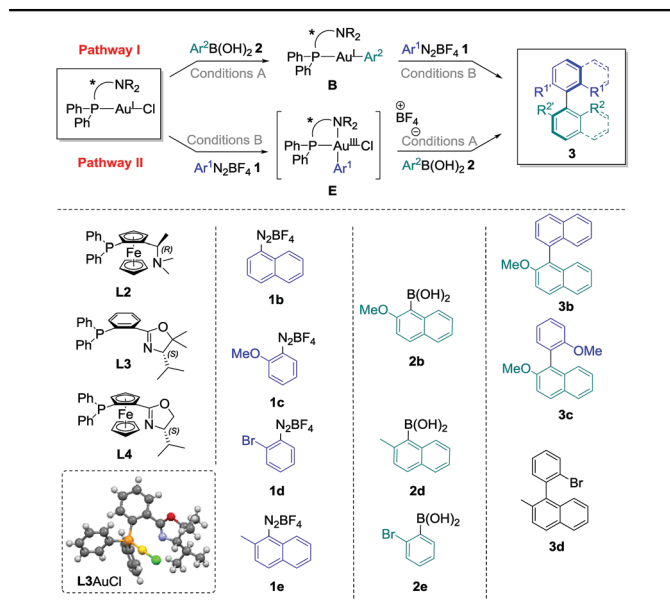 Pathway I
Ar²B(OH)₂ 2
Conditions A
* NR₂
Ph–P–Auᴵ–Ar²
Ph
B
Ar¹N₂BF₄ 1
Conditions B
* NR₂
Ph–P–Auᴵ–Cl
Ph
Pathway II
Conditions B
Ar¹N₂BF₄ 1
* NR₂
Ph–P–Auᴵᴵᴵ–Cl
Ph Ar¹
E
⊕
BF₄
⊖
Conditions A
Ar²B(OH)₂ 2
R¹' R¹
R²' R²
3
Ph
P
Ph
Fe
(R)
N
L2
Ph
P
Ph
O
N
(S)
L3
Ph
P
Ph
Fe
O
N
(S)
L4
L3AuCl
N₂BF₄
1b
N₂BF₄
MeO
1c
N₂BF₄
Br
1d
N₂BF₄
1e
B(OH)₂
MeO
2b
B(OH)₂
2d
B(OH)₂
Br
2e
MeO
3b
OMe
MeO
3c
Br
3d